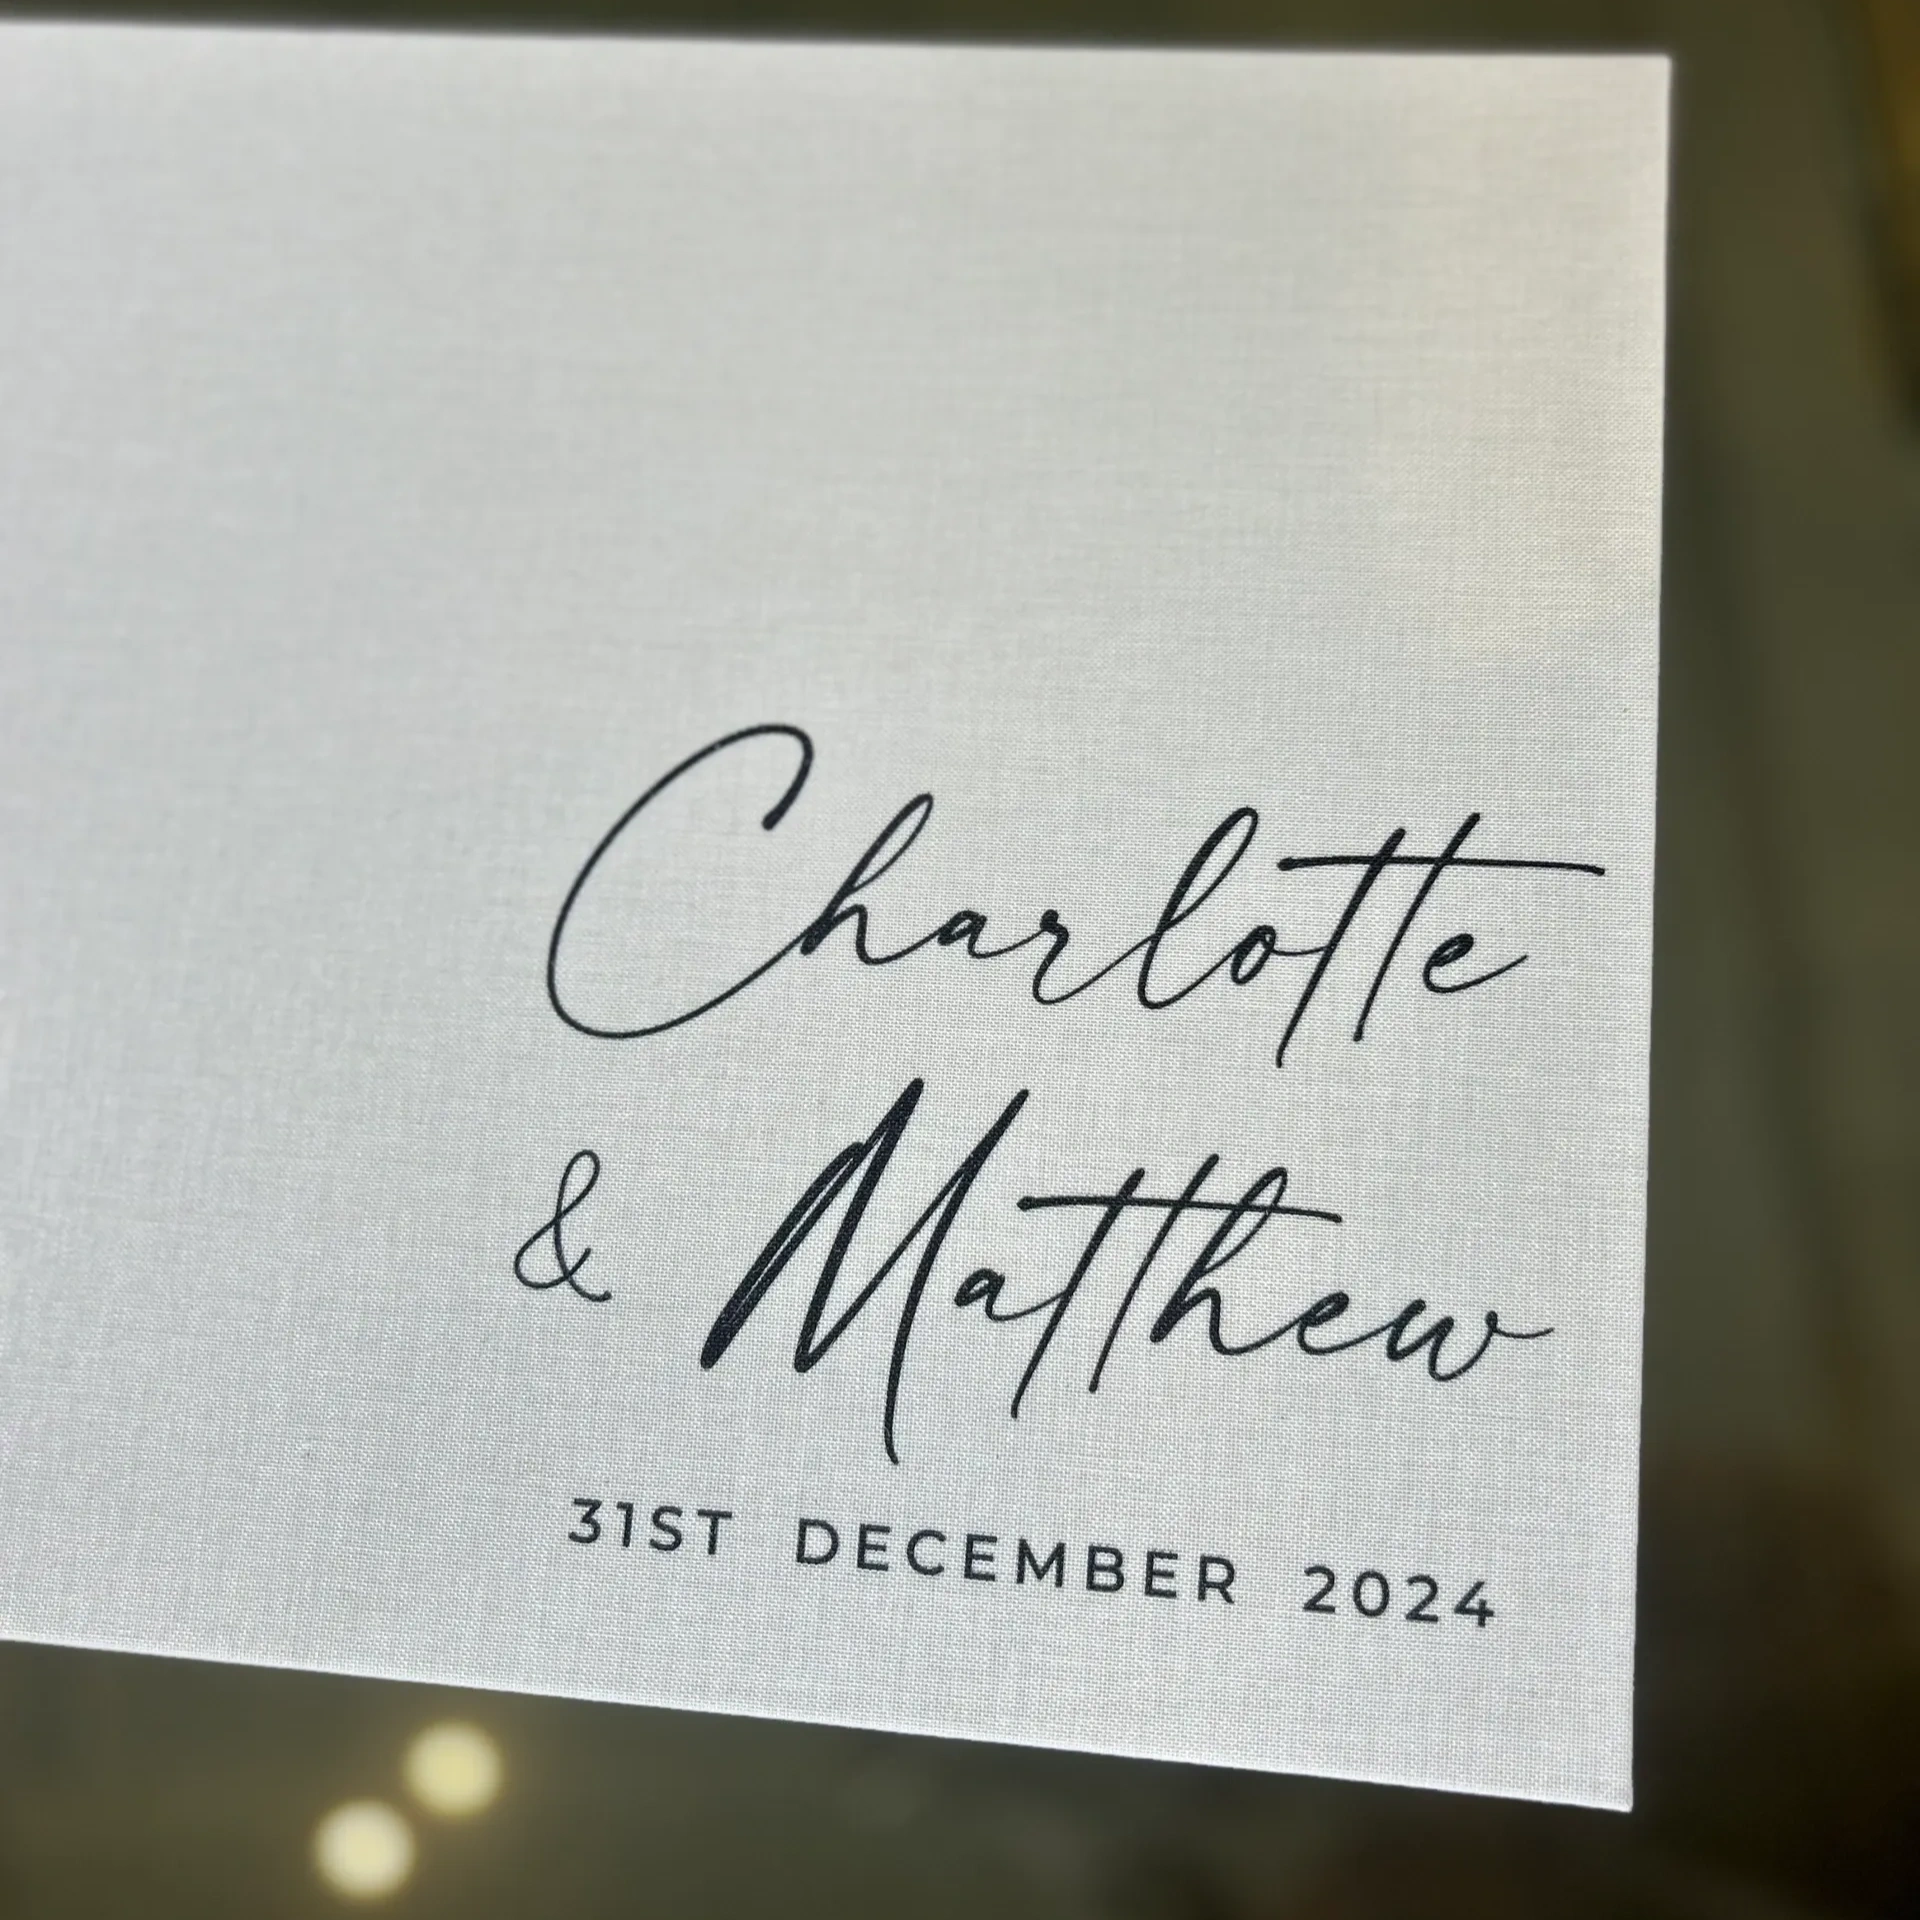 Charlotte
& Matthew
31ST DECEMBER 2024